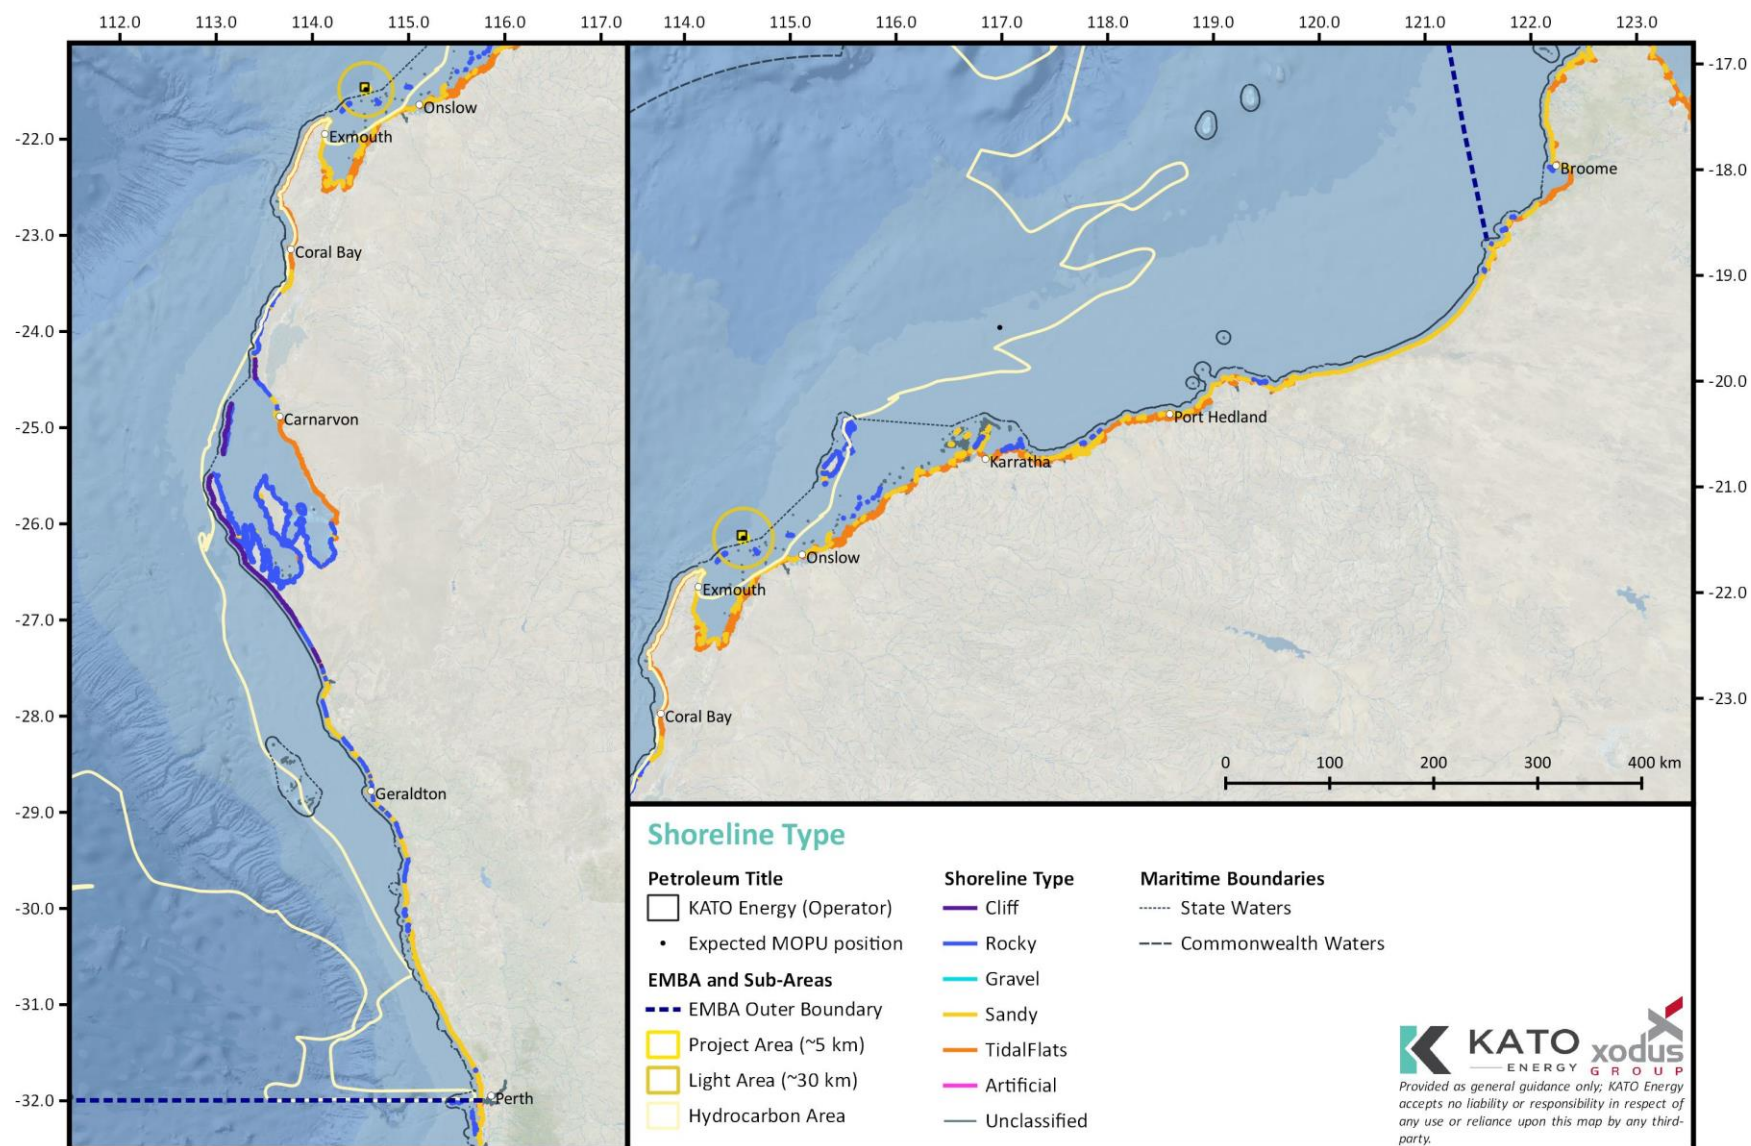 112.0 113.0 114.0 115.0 116.0 117.0
114.0 115.0 116.0 117.0 118.0 119.0 120.0 121.0 122.0 123.0
-22.0
-23.0
-24.0
-25.0
-26.0
-27.0
-28.0
-29.0
-30.0
-31.0
-32.0
Onslow
Exmouth
Coral Bay
Carnarvon
Geraldton
Perth
-17.0
-18.0
-19.0
-20.0
-21.0
-22.0
-23.0
Broome
Port Hedland
Karratha
Onslow
Exmouth
Coral Bay
0 100 200 300 400 km
Shoreline Type
Petroleum Title
KATO Energy (Operator)
Expected MOPU position
EMBA and Sub-Areas
EMBA Outer Boundary
Project Area (~5 km)
Light Area (~30 km)
Hydrocarbon Area
Shoreline Type
Cliff
Rocky
Gravel
Sandy
TidalFlats
Artificial
Unclassified
Maritime Boundaries
State Waters
Commonwealth Waters
KATO
ENERGY
xodus
GROUP
Provided as general guidance only; KATO Energy
accepts no liability or responsibility in respect of
any use or reliance upon this map by any third-
party.